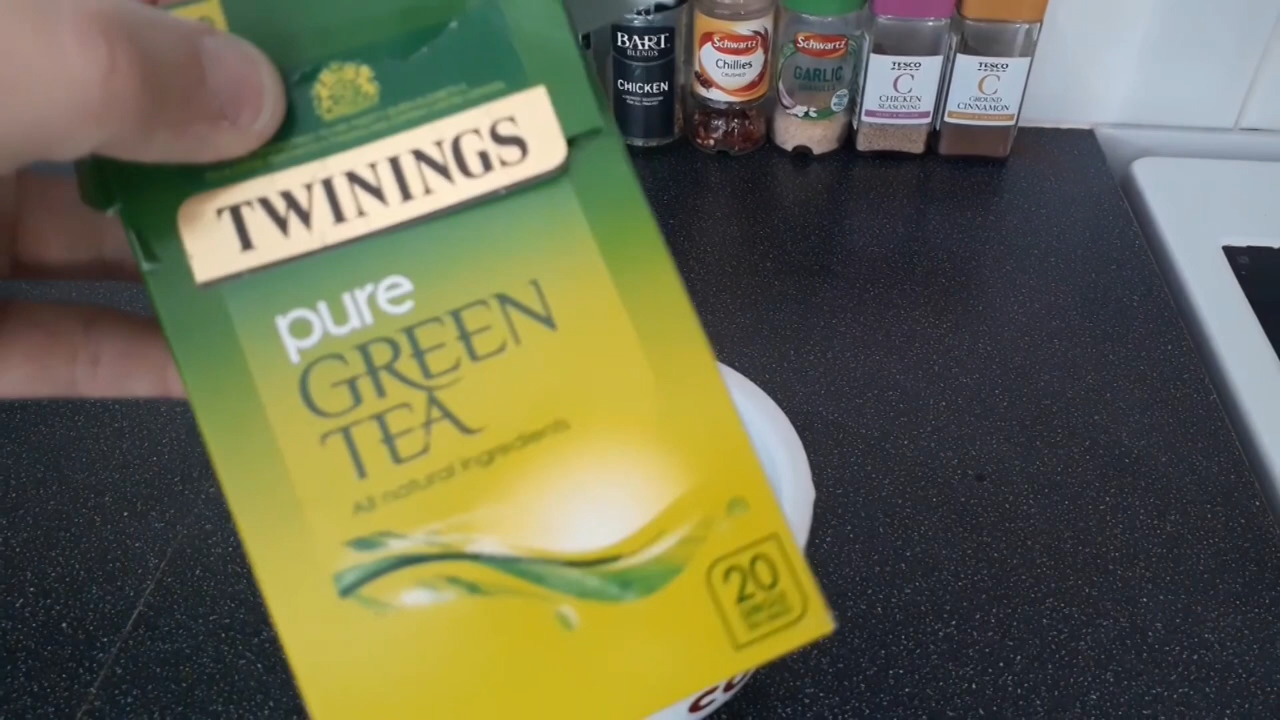 TWININGS
pure
GREEN
TEA
All natural ingredients
20
BART
BLENDS
CHICKEN
Schwartz
Chillies
CRUSHED
Schwartz
GARLIC
TESCO
C
CHICKEN
SEASONING
TESCO
C
GROUND
CINNAMON